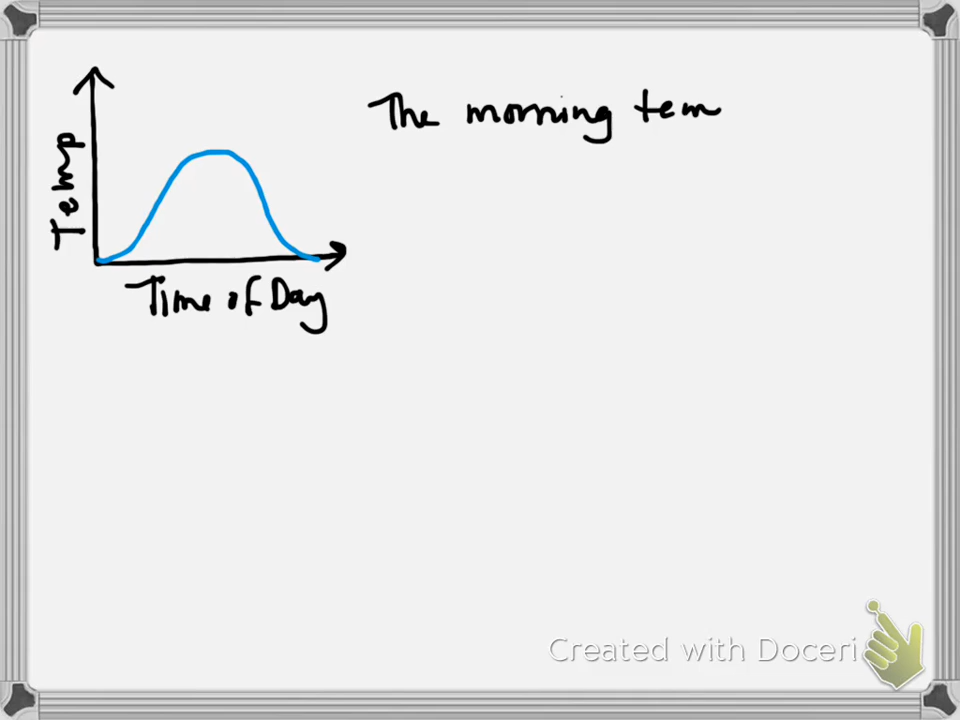 The morning tem
Temp
Time of Day
Created with Doceri